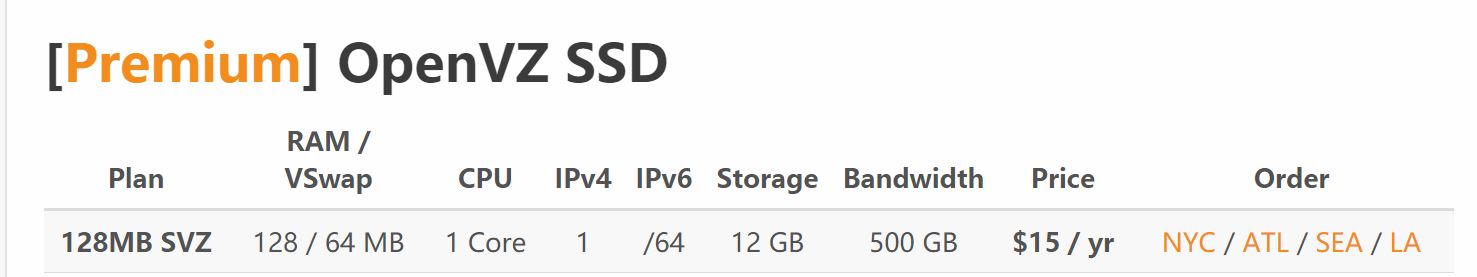 [Premium] OpenVZ SSD
RAM /
Plan VSwap CPU IPv4 IPv6 Storage Bandwidth Price Order
128MB SVZ 128 / 64 MB 1 Core 1 /64 12 GB 500 GB $15 / yr NYC / ATL / SEA / LA